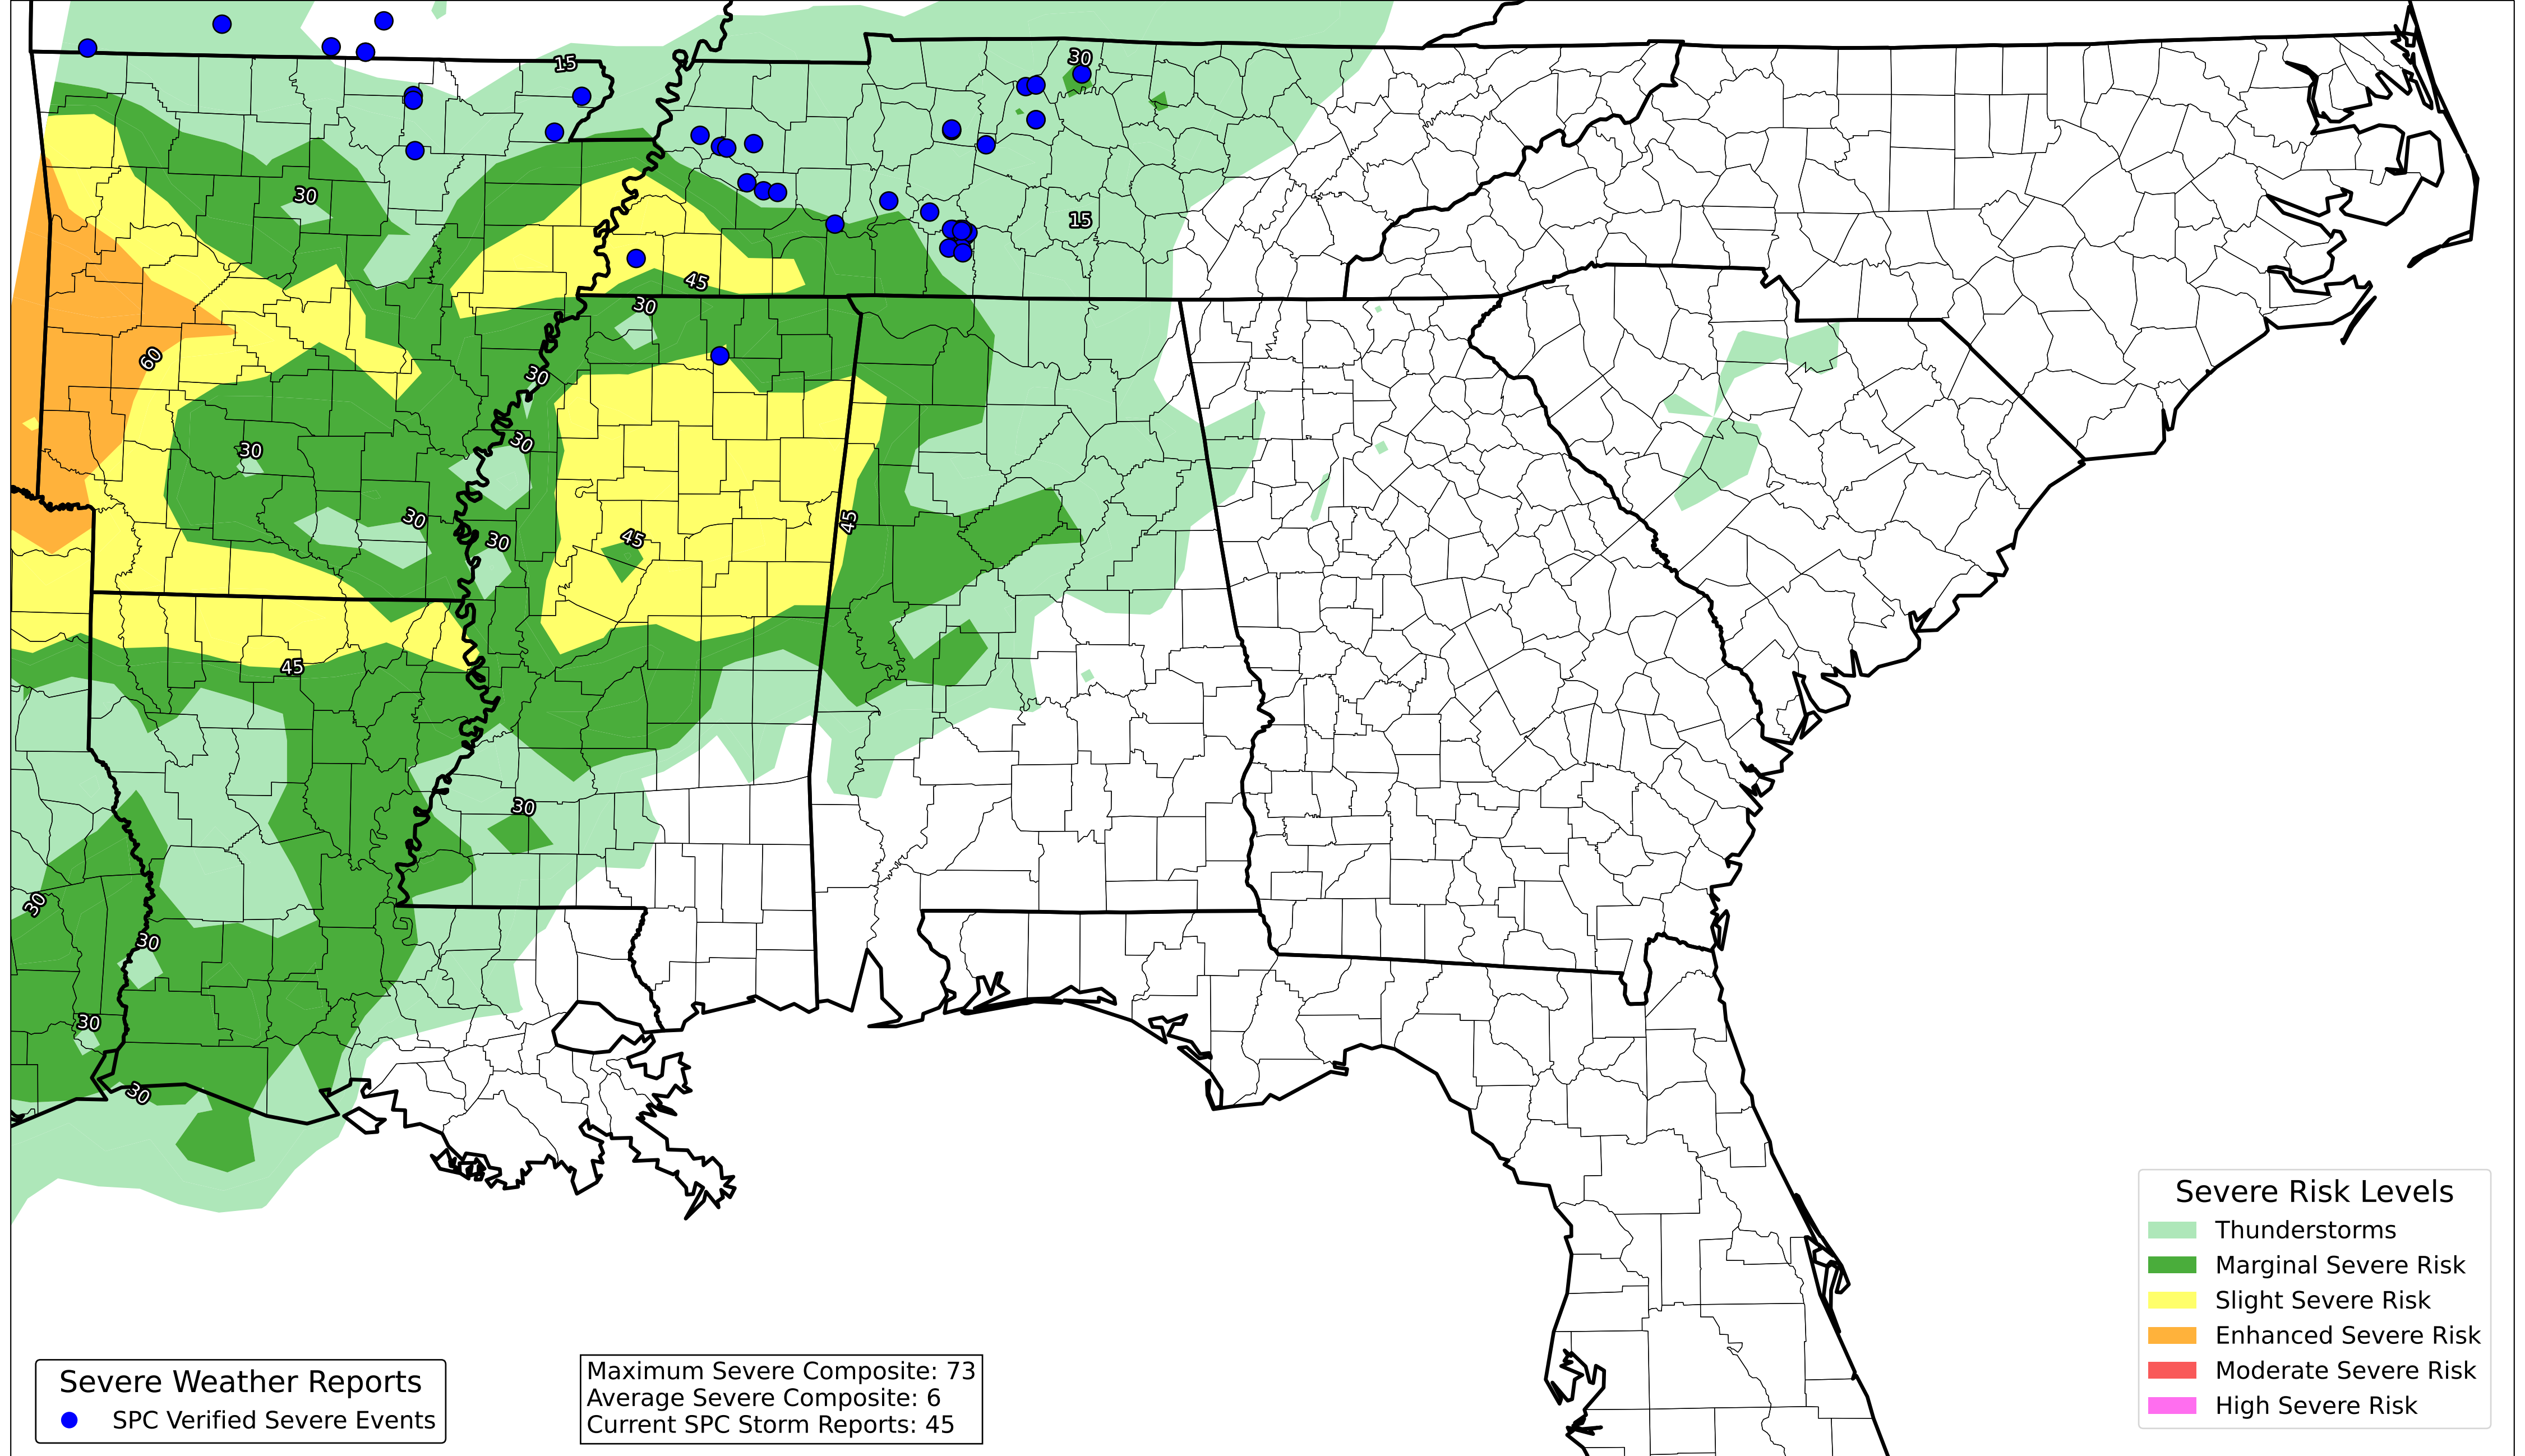 30
15
30
15
45
30
60
30
30
30
30
45
45
30
45
30
30
30
30
30
Severe Risk Levels
Thunderstorms
Marginal Severe Risk
Slight Severe Risk
Enhanced Severe Risk
Moderate Severe Risk
High Severe Risk
Severe Weather Reports
SPC Verified Severe Events
Maximum Severe Composite: 73
Average Severe Composite: 6
Current SPC Storm Reports: 45